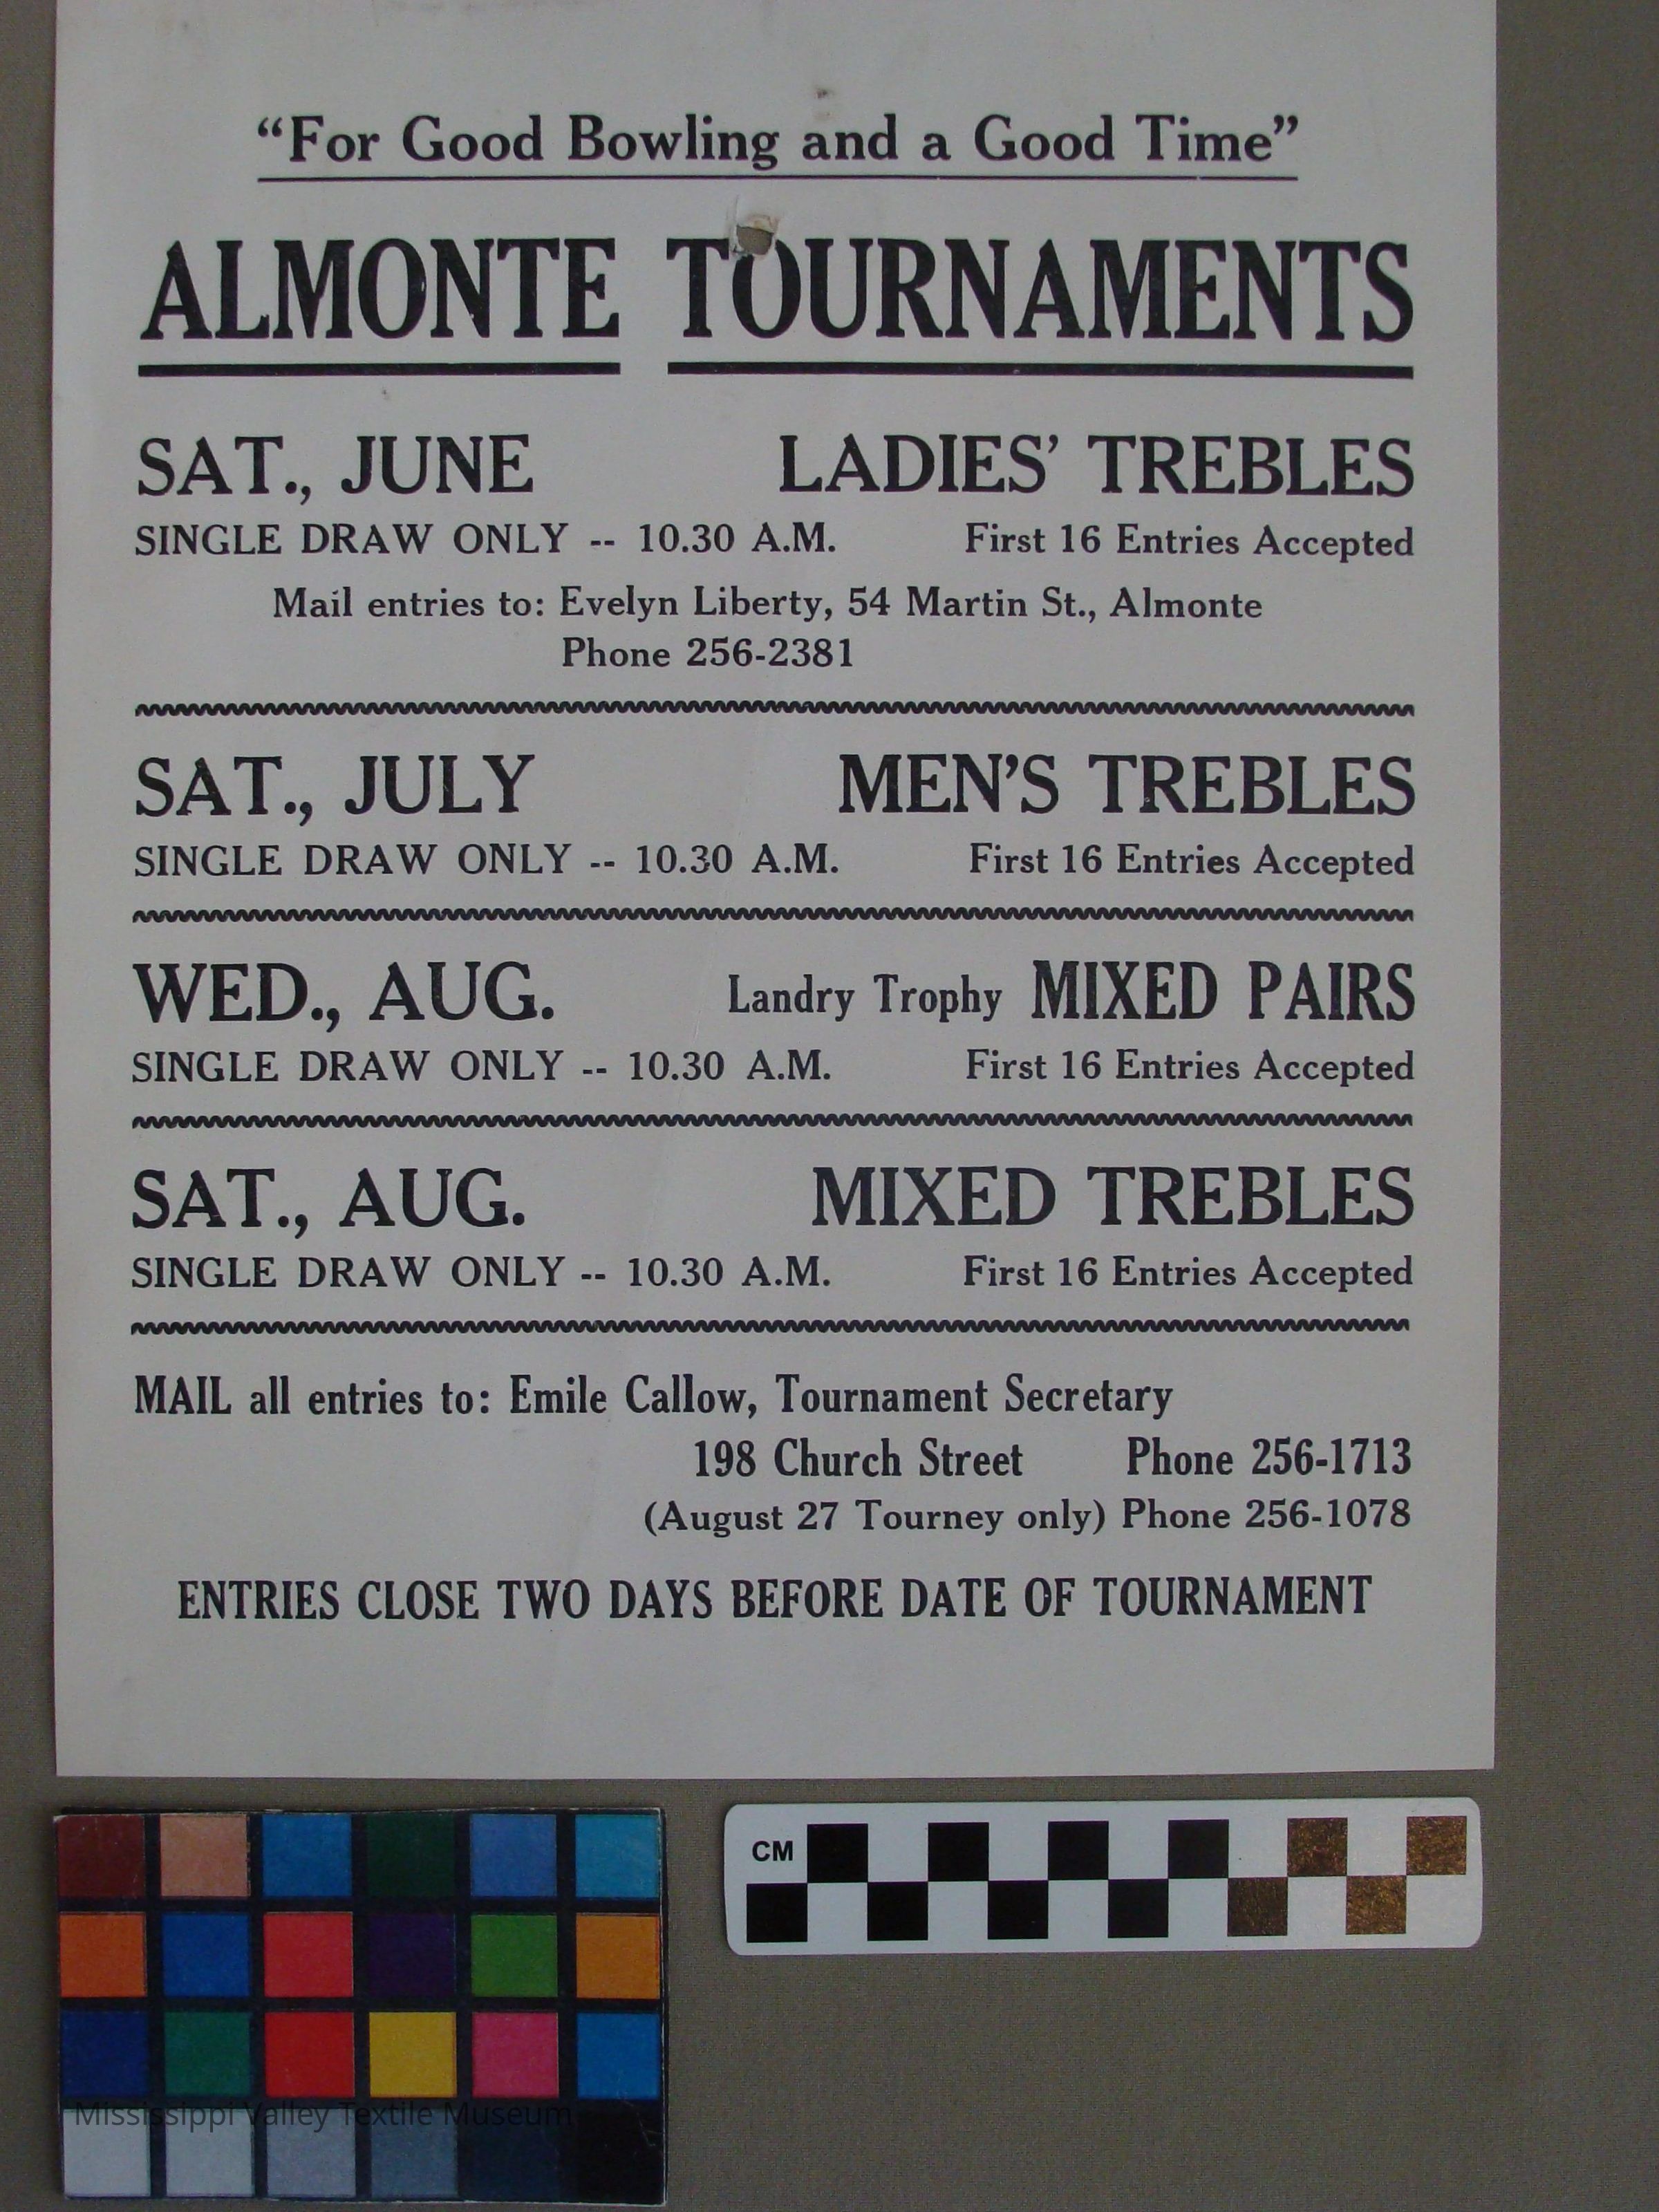 “For Good Bowling and a Good Time”
ALMONTE TOURNAMENTS
SAT., JUNE LADIES’ TREBLES
SINGLE DRAW ONLY -- 10.30 A.M. First 16 Entries Accepted
Mail entries to: Evelyn Liberty, 54 Martin St., Almonte
Phone 256-2381
SAT., JULY MEN’S TREBLES
SINGLE DRAW ONLY -- 10.30 A.M. First 16 Entries Accepted
WED., AUG. Landry Trophy MIXED PAIRS
SINGLE DRAW ONLY -- 10.30 A.M. First 16 Entries Accepted
SAT., AUG. MIXED TREBLES
SINGLE DRAW ONLY -- 10.30 A.M. First 16 Entries Accepted
MAIL all entries to: Emile Callow, Tournament Secretary
198 Church Street Phone 256-1713
(August 27 Tourney only) Phone 256-1078
ENTRIES CLOSE TWO DAYS BEFORE DATE OF TOURNAMENT
CM
Mississippi Valley Textile Museum